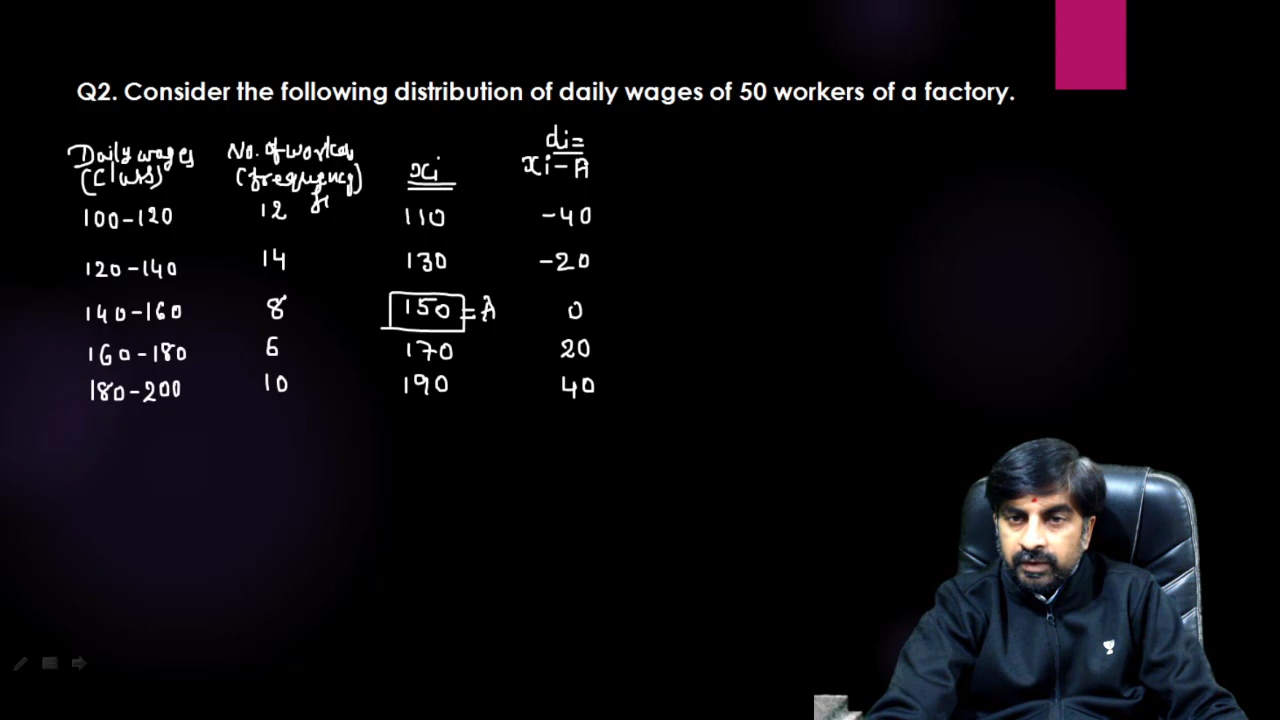 Q2. Consider the following distribution of daily wages of 50 workers of a factory.
Daily wages No. of workers di=
(Class) (frequency) xi xi-A
fi
100-120 12 110 -40
120-140 14 130 -20
140-160 8 150 =A 0
160-180 6 170 20
180-200 10 190 40